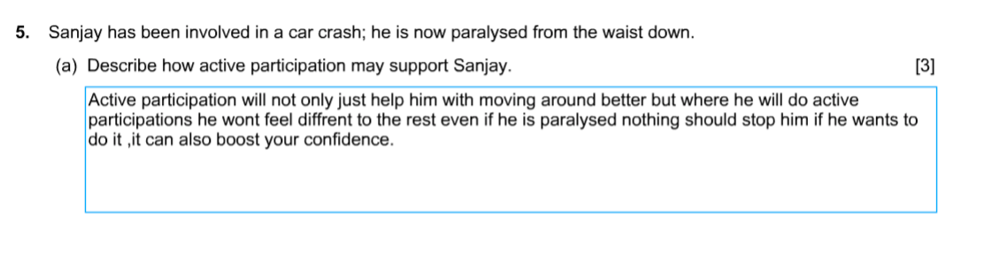 5. Sanjay has been involved in a car crash; he is now paralysed from the waist down.
(a) Describe how active participation may support Sanjay. [3]
Active participation will not only just help him with moving around better but where he will do active
participations he wont feel diffrent to the rest even if he is paralysed nothing should stop him if he wants to
do it ,it can also boost your confidence.